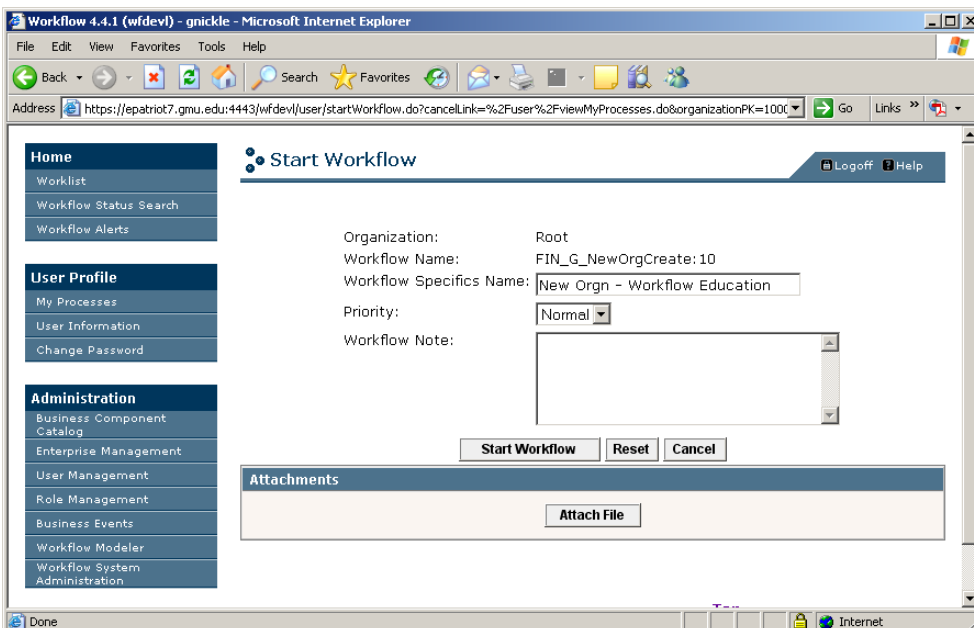 Workflow 4.4.1 (wfdevl) - gnickle - Microsoft Internet Explorer
File Edit View Favorites Tools Help
Back Search Favorites
Address https://epatriot7.gmu.edu:4443/wfdevl/user/startWorkflow.do?cancelLink=%2Fuser%2FviewMyProcesses.do&organizationPK=1000 Go Links »
Home
Worklist
Workflow Status Search
Workflow Alerts
User Profile
My Processes
User Information
Change Password
Administration
Business Component
Catalog
Enterprise Management
User Management
Role Management
Business Events
Workflow Modeler
Workflow System
Administration
Start Workflow
Logoff ? Help
Organization: Root
Workflow Name: FIN_G_NewOrgCreate:10
Workflow Specifics Name: New Orgn - Workflow Education
Priority: Normal
Workflow Note:
Start Workflow Reset Cancel
Attachments
Attach File
Done Internet